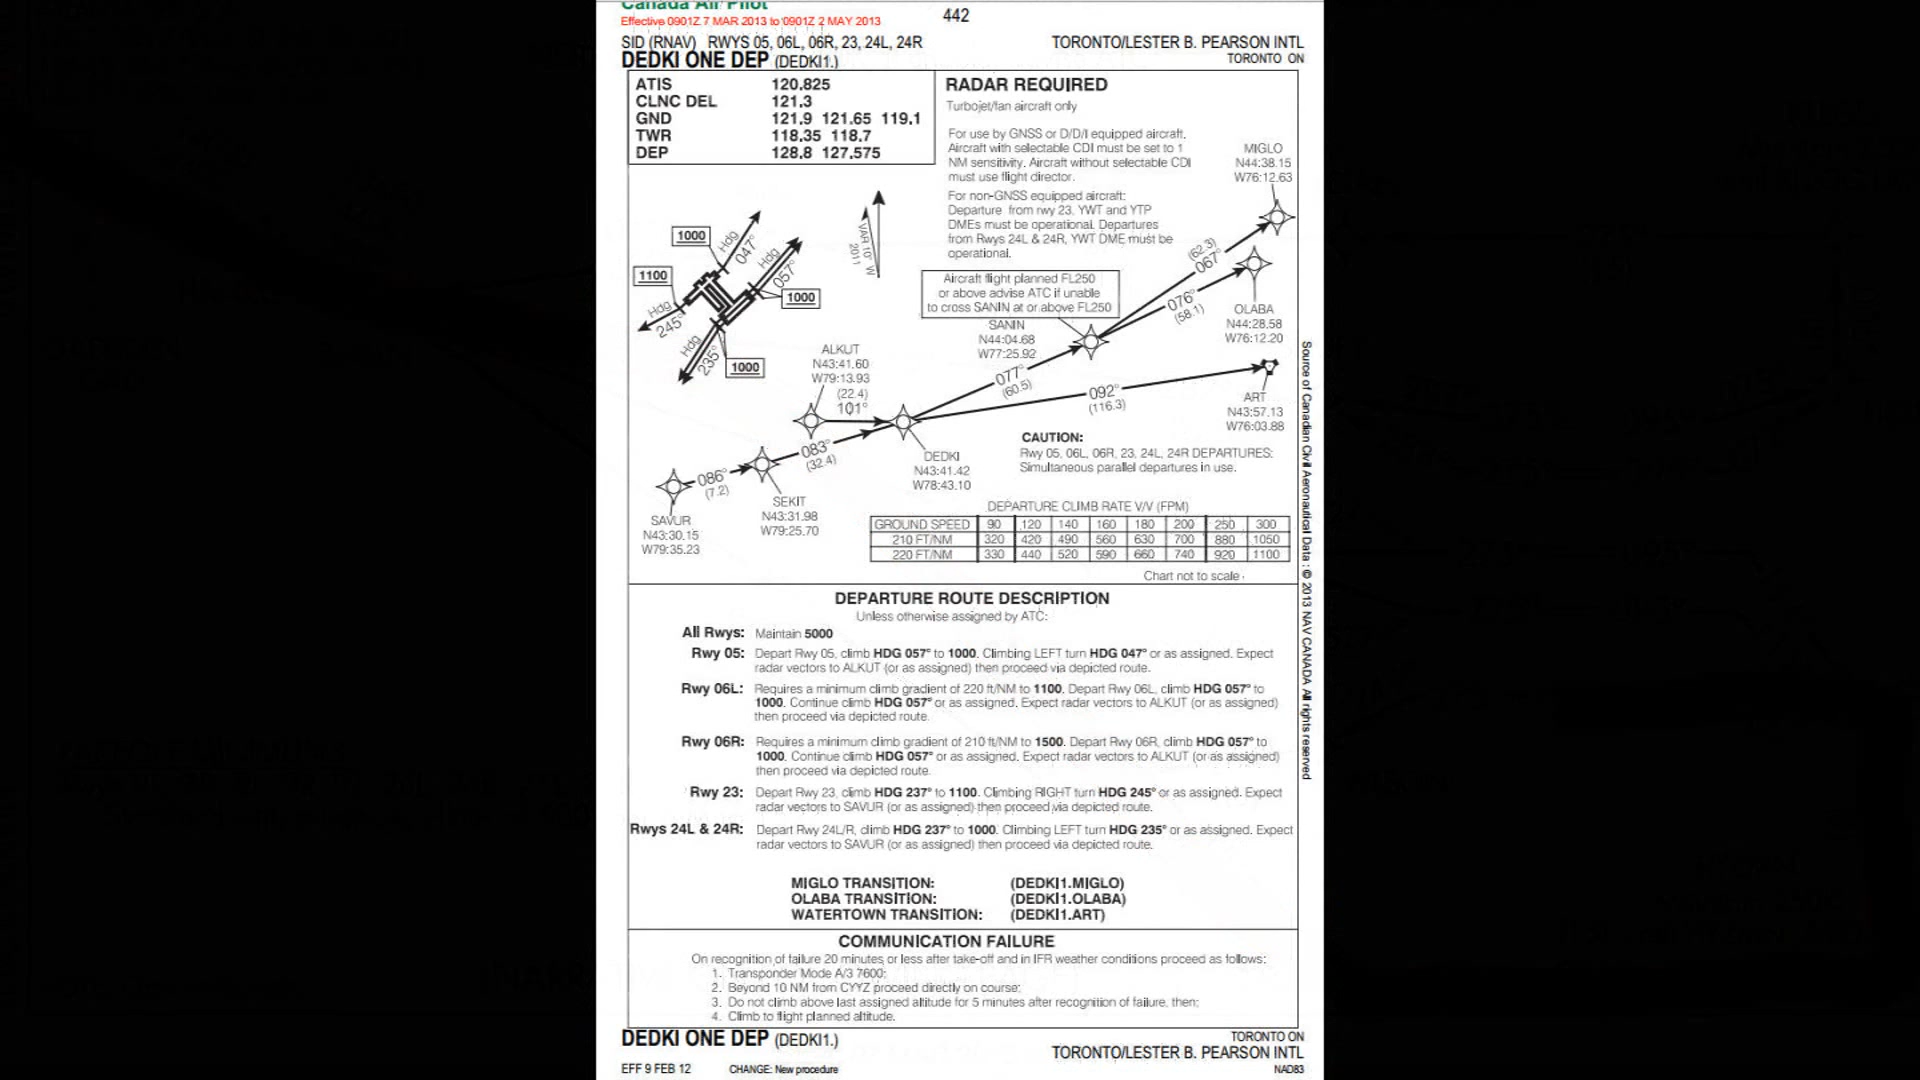 Canada Air Pilot
Effective 0901Z 7 MAR 2013 to 0901Z 2 MAY 2013
442
SID (RNAV) RWYS 05, 06L, 06R, 23, 24L, 24R
TORONTO/LESTER B. PEARSON INTL
DEDKI ONE DEP (DEDKI1.)
TORONTO ON
ATIS 120.825
CLNC DEL 121.3
GND 121.9 121.65 119.1
TWR 118.35 118.7
DEP 128.8 127.575
RADAR REQUIRED
Turbojet/fan aircraft only
For use by GNSS or D/D/I equipped aircraft.
Aircraft with selectable CDI must be set to 1
NM sensitivity. Aircraft without selectable CDI
must use flight director.
For non-GNSS equipped aircraft:
Departure from rwy 23, YWT and YTP
DMEs must be operational. Departures
from Rwys 24L & 24R, YWT DME must be
operational.
MIGLO
N44:38.15
W76:12.63
1000
Hdg
047°
Hdg
057°
1100
1000
Hdg
245°
Hdg
235°
1000
VAR 10° W
2011
Aircraft flight planned FL250
or above advise ATC if unable
to cross SANIN at or above FL250
(62.3)
067°
076°
(58.1)
OLABA
N44:28.58
W76:12.20
SANIN
N44:04.68
W77:25.92
ALKUT
N43:41.60
W79:13.93
(22.4)
101°
077°
(60.5)
092°
(116.3)
ART
N43:57.13
W76:03.88
CAUTION:
Rwy 05, 06L, 06R, 23, 24L, 24R DEPARTURES:
Simultaneous parallel departures in use.
083°
(32.4)
DEDKI
N43:41.42
W78:43.10
086°
(7.2)
SEKIT
N43:31.98
W79:25.70
SAVUR
N43:30.15
W79:35.23
DEPARTURE CLIMB RATE V/V (FPM)
GROUND SPEED 90 120 140 160 180 200 250 300
210 FT/NM 320 420 490 560 630 700 880 1050
220 FT/NM 330 440 520 590 660 740 920 1100
Chart not to scale
Source of Canadian Civil Aeronautical Data : © 2013 NAV CANADA All rights reserved
DEPARTURE ROUTE DESCRIPTION
Unless otherwise assigned by ATC:
All Rwys: Maintain 5000
Rwy 05: Depart Rwy 05, climb HDG 057° to 1000. Climbing LEFT turn HDG 047° or as assigned. Expect
radar vectors to ALKUT (or as assigned) then proceed via depicted route.
Rwy 06L: Requires a minimum climb gradient of 220 ft/NM to 1100. Depart Rwy 06L, climb HDG 057° to
1000. Continue climb HDG 057° or as assigned. Expect radar vectors to ALKUT (or as assigned)
then proceed via depicted route.
Rwy 06R: Requires a minimum climb gradient of 210 ft/NM to 1500. Depart Rwy 06R, climb HDG 057° to
1000. Continue climb HDG 057° or as assigned. Expect radar vectors to ALKUT (or as assigned)
then proceed via depicted route.
Rwy 23: Depart Rwy 23, climb HDG 237° to 1100. Climbing RIGHT turn HDG 245° or as assigned. Expect
radar vectors to SAVUR (or as assigned) then proceed via depicted route.
Rwys 24L & 24R: Depart Rwy 24L/R, climb HDG 237° to 1000. Climbing LEFT turn HDG 235° or as assigned. Expect
radar vectors to SAVUR (or as assigned) then proceed via depicted route.
MIGLO TRANSITION: (DEDKI1.MIGLO)
OLABA TRANSITION: (DEDKI1.OLABA)
WATERTOWN TRANSITION: (DEDKI1.ART)
COMMUNICATION FAILURE
On recognition of failure 20 minutes or less after take-off and in IFR weather conditions proceed as follows:
1. Transponder Mode A/3 7600;
2. Beyond 10 NM from CYYZ proceed directly on course;
3. Do not climb above last assigned altitude for 5 minutes after recognition of failure, then;
4. Climb to flight planned altitude.
DEDKI ONE DEP (DEDKI1.)
TORONTO ON
TORONTO/LESTER B. PEARSON INTL
EFF 9 FEB 12
CHANGE: New procedure
NAD83